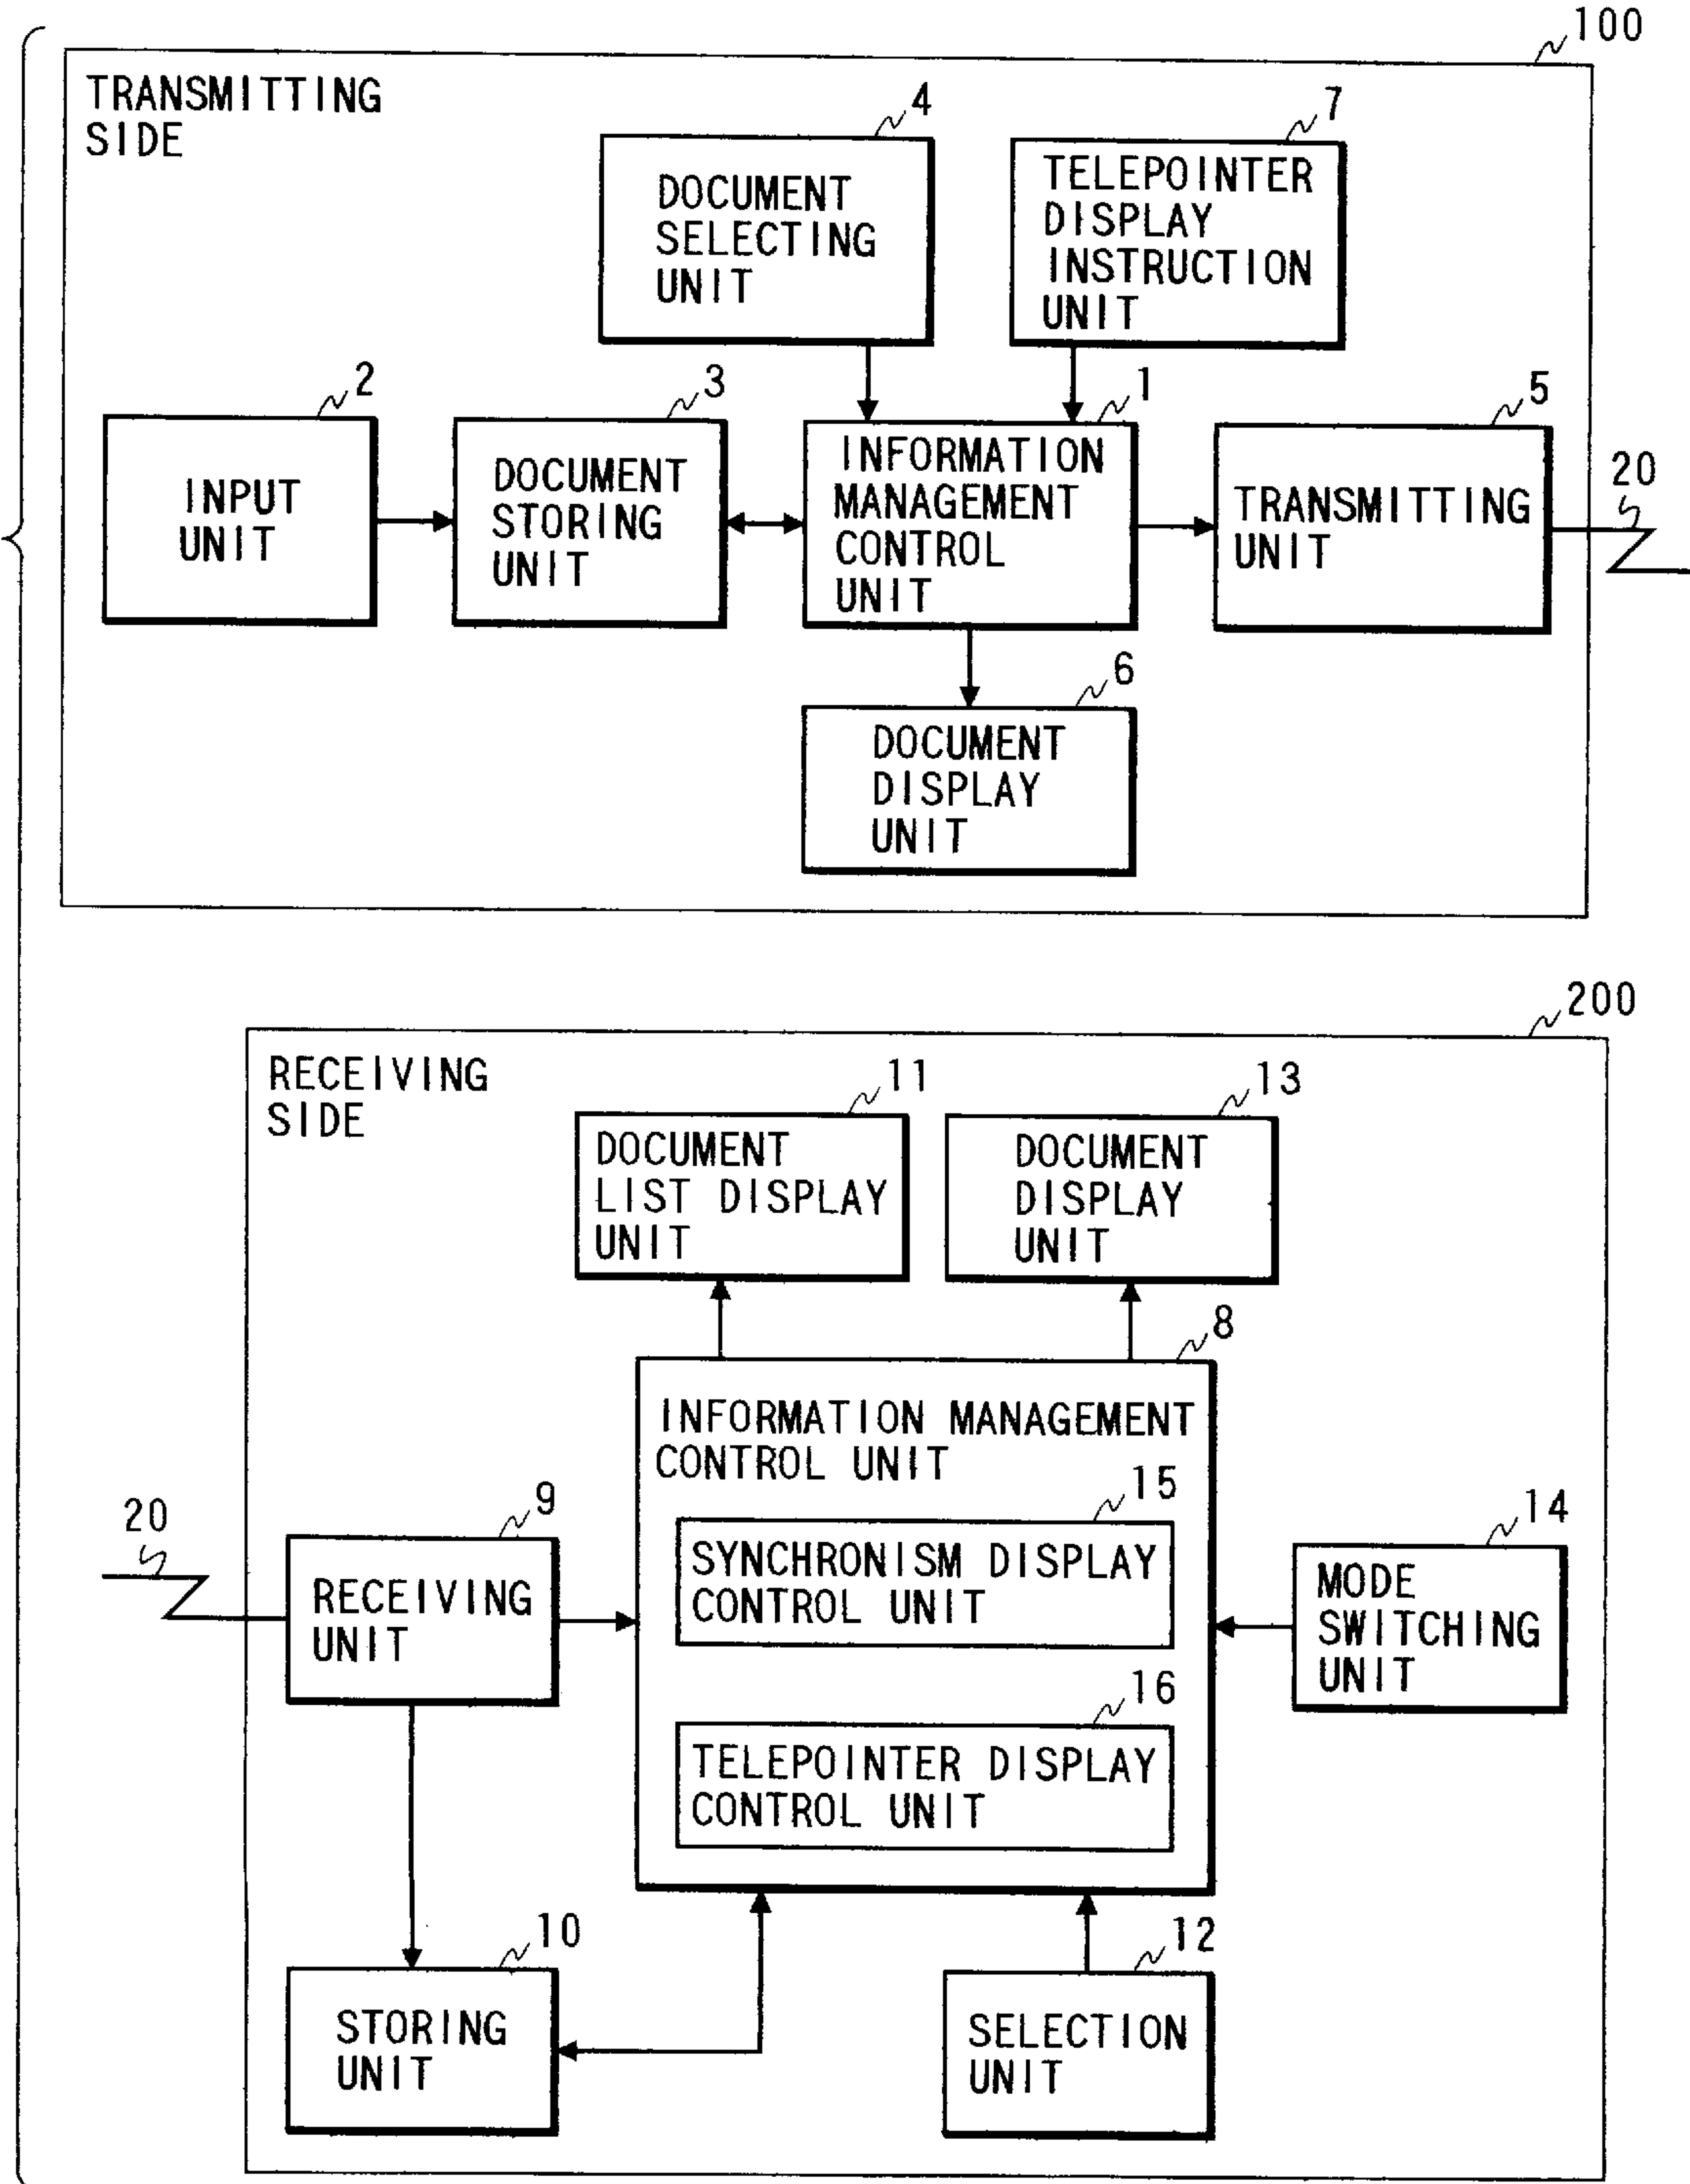 100
TRANSMITTING
SIDE
4
DOCUMENT
SELECTING
UNIT
7
TELEPOINTER
DISPLAY
INSTRUCTION
UNIT
2
INPUT
UNIT
3
DOCUMENT
STORING
UNIT
1
INFORMATION
MANAGEMENT
CONTROL
UNIT
5
TRANSMITTING
UNIT
20
6
DOCUMENT
DISPLAY
UNIT
200
RECEIVING
SIDE
11
DOCUMENT
LIST DISPLAY
UNIT
13
DOCUMENT
DISPLAY
UNIT
8
INFORMATION MANAGEMENT
CONTROL UNIT
15
SYNCHRONISM DISPLAY
CONTROL UNIT
16
TELEPOINTER DISPLAY
CONTROL UNIT
20
9
RECEIVING
UNIT
14
MODE
SWITCHING
UNIT
10
STORING
UNIT
12
SELECTION
UNIT